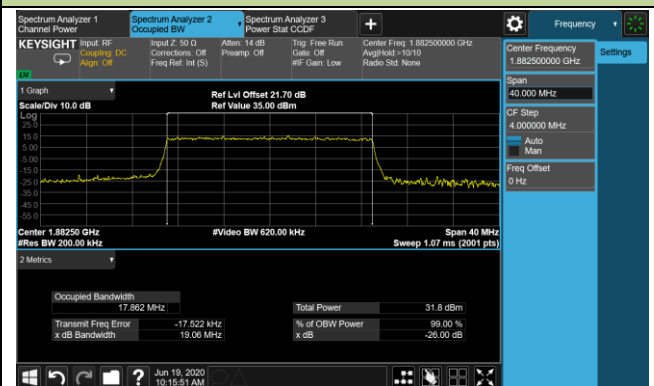 Spectrum Analyzer 1
Channel Power
Spectrum Analyzer 2
Occupied BW
Spectrum Analyzer 3
Power Stat CCDF
+
Frequency
KEYSIGHT
Input: RF
Coupling: DC
Align: Off
Input Z: 50 Ω
Corrections: Off
Freq Ref: Int (S)
Atten: 14 dB
Preamp: Off
Trig: Free Run
Gate: Off
#IF Gain: Low
Center Freq: 1.882500000 GHz
Avg|Hold:>10/10
Radio Std: None
Center Frequency
1.882500000 GHz
Settings
Span
40.000 MHz
CF Step
4.000000 MHz
Auto
Man
Freq Offset
0 Hz
1 Graph
Scale/Div 10.0 dB
Ref Lvl Offset 21.70 dB
Ref Value 35.00 dBm
Log
25.0
15.0
5.00
-5.00
-15.0
-25.0
-35.0
-45.0
-55.0
Center 1.88250 GHz
#Res BW 200.00 kHz
#Video BW 620.00 kHz
Span 40 MHz
Sweep 1.07 ms (2001 pts)
2 Metrics
Occupied Bandwidth
17.862 MHz
Total Power
31.8 dBm
Transmit Freq Error
-17.522 kHz
% of OBW Power
99.00 %
x dB Bandwidth
19.06 MHz
x dB
-26.00 dB
?
Jun 19, 2020
10:15:51 AM